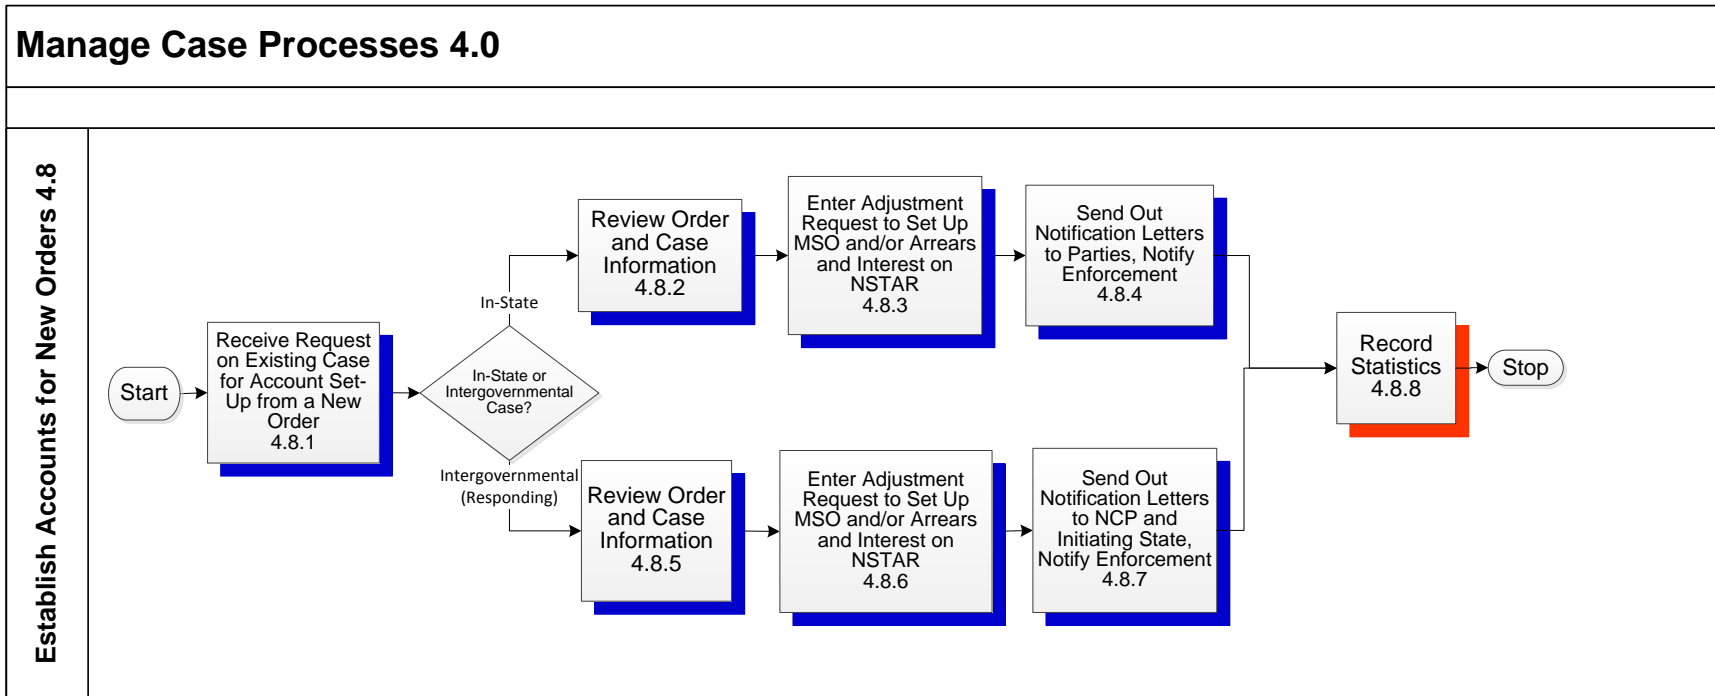 Manage Case Processes 4.0
Establish Accounts for New Orders 4.8
Start
Receive Request
on Existing Case
for Account Set-
Up from a New
Order
4.8.1
In-State or
Intergovernmental
Case?
In-State
Review Order
and Case
Information
4.8.2
Enter Adjustment
Request to Set Up
MSO and/or Arrears
and Interest on
NSTAR
4.8.3
Send Out
Notification Letters
to Parties, Notify
Enforcement
4.8.4
Intergovernmental
(Responding)
Review Order
and Case
Information
4.8.5
Enter Adjustment
Request to Set Up
MSO and/or Arrears
and Interest on
NSTAR
4.8.6
Send Out
Notification Letters
to NCP and
Initiating State,
Notify Enforcement
4.8.7
Record
Statistics
4.8.8
Stop